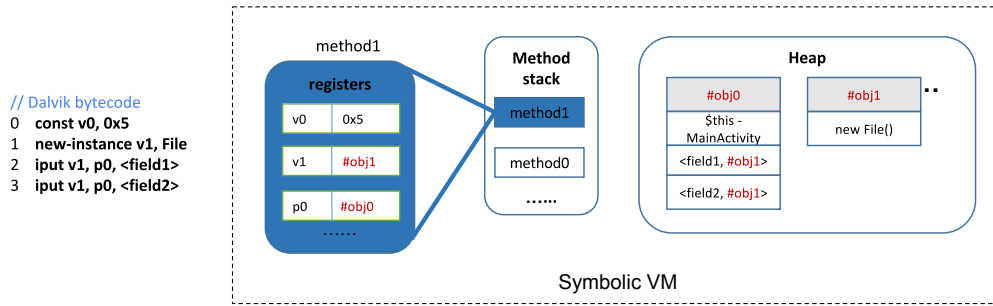 // Dalvik bytecode
0 const v0, 0x5
1 new-instance v1, File
2 iput v1, p0, <field1>
3 iput v1, p0, <field2>
method1
registers
v0 0x5
v1 #obj1
p0 #obj0
……
Method
stack
method1
method0
…...
Heap
#obj0
$this -
MainActivity
<field1, #obj1>
<field2, #obj1>
#obj1
new File()
..
Symbolic VM